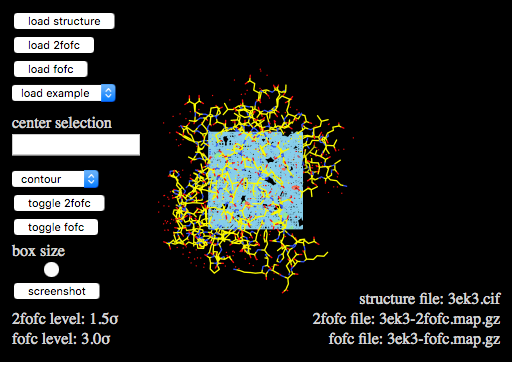 load structure
load 2fofc
load fofc
load example
center selection
contour
toggle 2fofc
toggle fofc
box size
screenshot
2fofc level: 1.5σ
fofc level: 3.0σ
structure file: 3ek3.cif
2fofc file: 3ek3-2fofc.map.gz
fofc file: 3ek3-fofc.map.gz